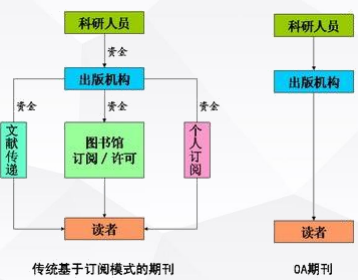 科研人员
科研人员
资金
出版机构
出版机构
资金
资金
资金
文献传递
图书馆
订阅/许可
个人订阅
读者
读者
传统基于订阅模式的期刊
OA期刊